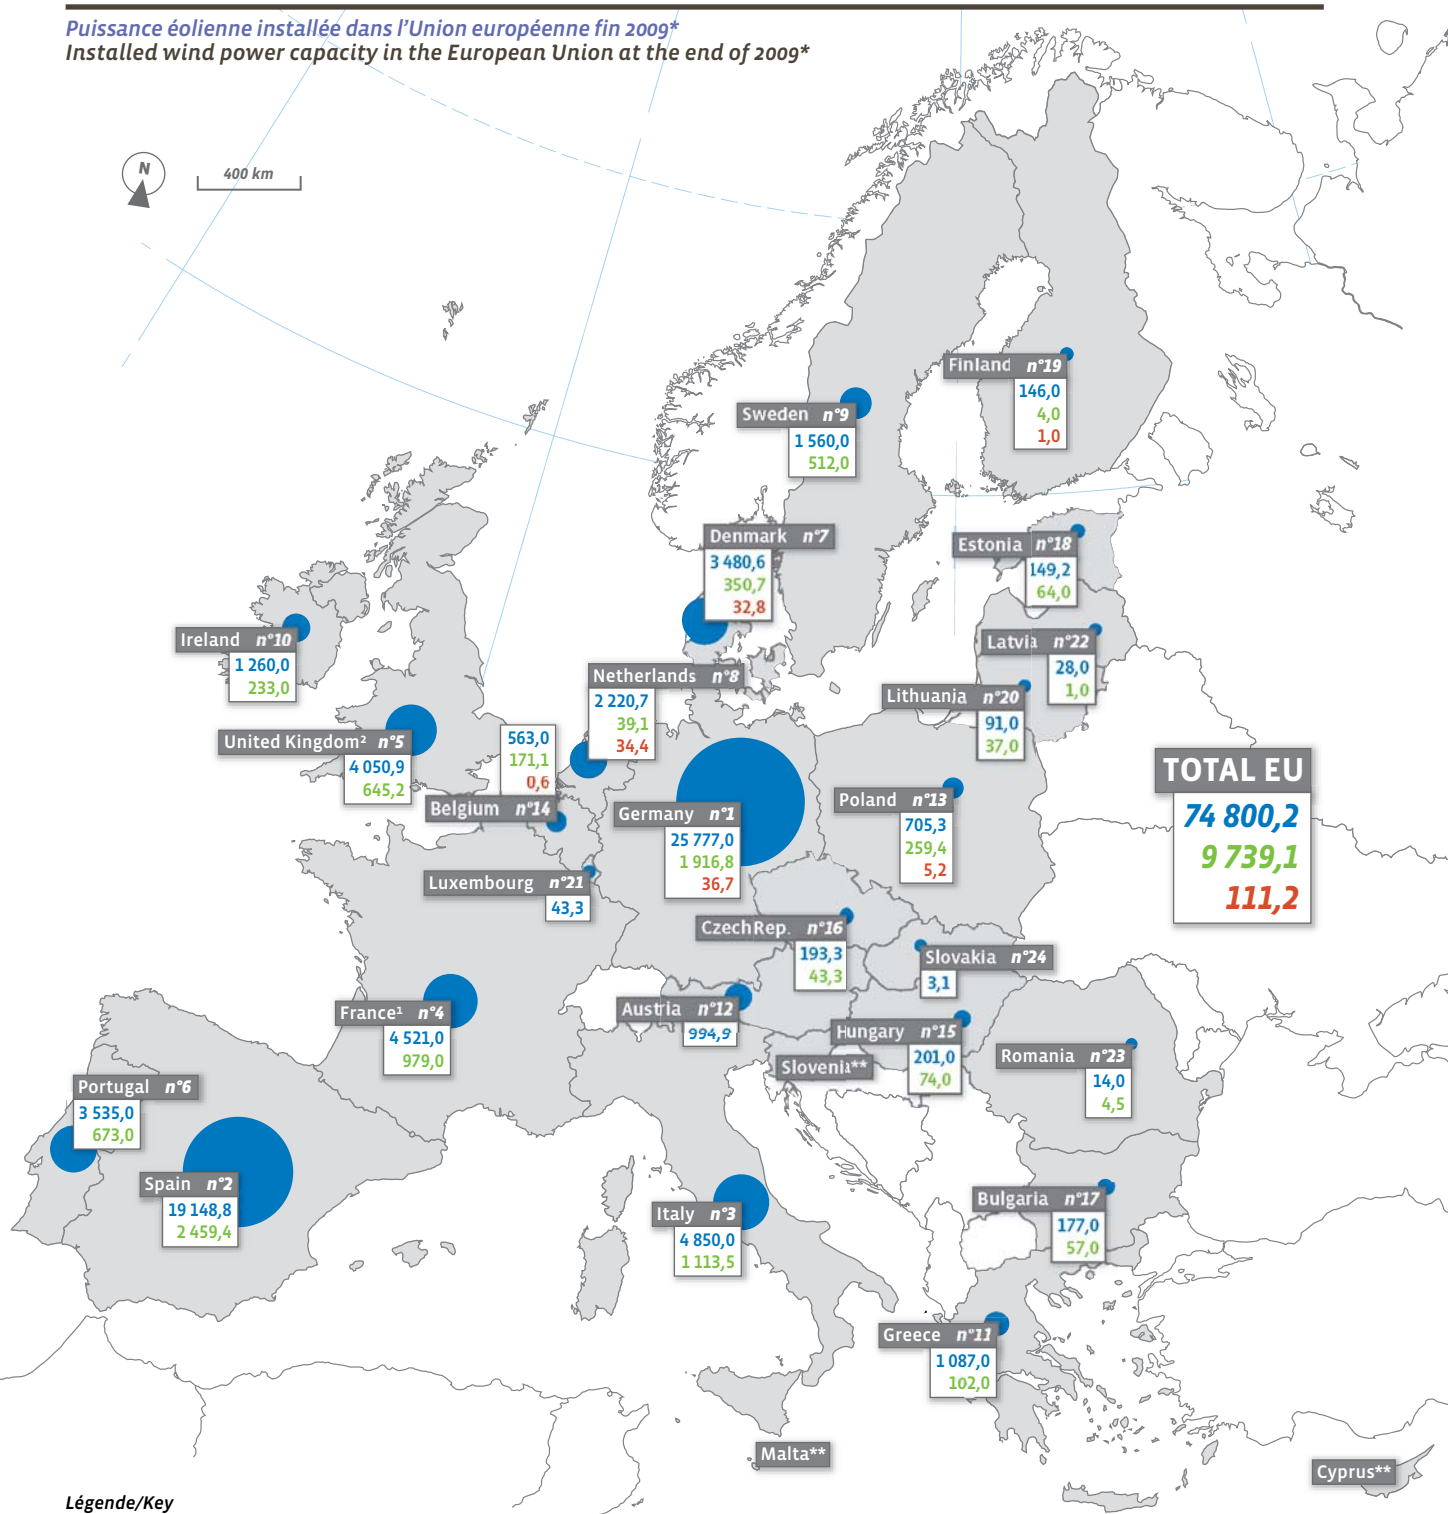 Puissance éolienne installée dans l'Union européenne fin 2009*
Installed wind power capacity in the European Union at the end of 2009*
N
400 km
Finland n°19
146,0
4,0
1,0
Sweden n°9
1 560,0
512,0
Denmark n°7
3 480,6
350,7
32,8
Estonia n°18
149,2
64,0
Ireland n°10
1 260,0
233,0
Latvia n°22
28,0
1,0
Netherlands n°8
2 220,7
39,1
34,4
Lithuania n°20
91,0
37,0
United Kingdom² n°5
4 050,9
645,2
563,0
171,1
0,6
Belgium n°14
Germany n°1
25 777,0
1 916,8
36,7
Poland n°13
705,3
259,4
5,2
TOTAL EU
74 800,2
9 739,1
111,2
Luxembourg n°21
43,3
Czech Rep. n°16
193,3
43,3
Slovakia n°24
3,1
France¹ n°4
4 521,0
979,0
Austria n°12
994,9
Hungary n°15
201,0
74,0
Slovenia**
Romania n°23
14,0
4,5
Portugal n°6
3 535,0
673,0
Spain n°2
19 148,8
2 459,4
Italy n°3
4 850,0
1 113,5
Bulgaria n°17
177,0
57,0
Greece n°11
1 087,0
102,0
Malta**
Cyprus**
Légende/Key